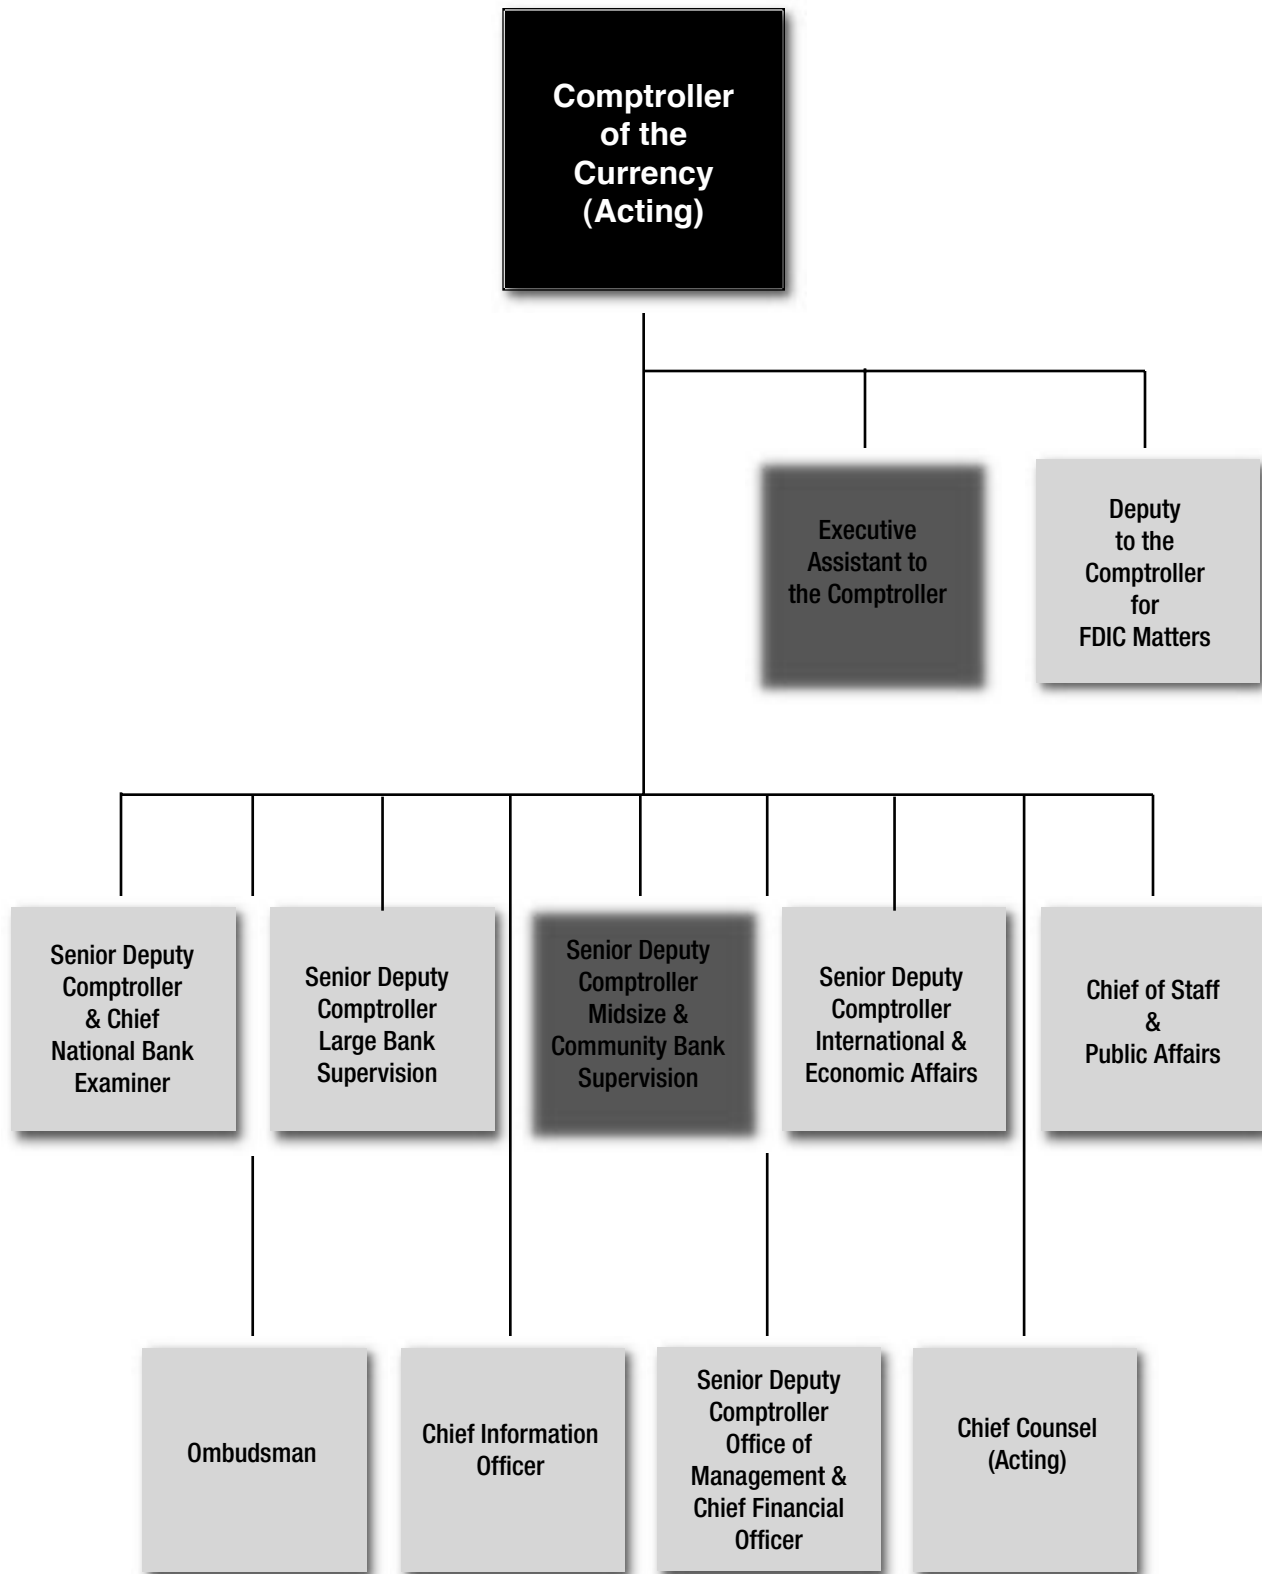 Comptroller
of the
Currency
(Acting)
Executive
Assistant to
the Comptroller
Deputy
to the
Comptroller
for
FDIC Matters
Senior Deputy
Comptroller
& Chief
National Bank
Examiner
Senior Deputy
Comptroller
Large Bank
Supervision
Senior Deputy
Comptroller
Midsize &
Community Bank
Supervision
Senior Deputy
Comptroller
International &
Economic Affairs
Chief of Staff
&
Public Affairs
Ombudsman
Chief Information
Officer
Senior Deputy
Comptroller
Office of
Management &
Chief Financial
Officer
Chief Counsel
(Acting)